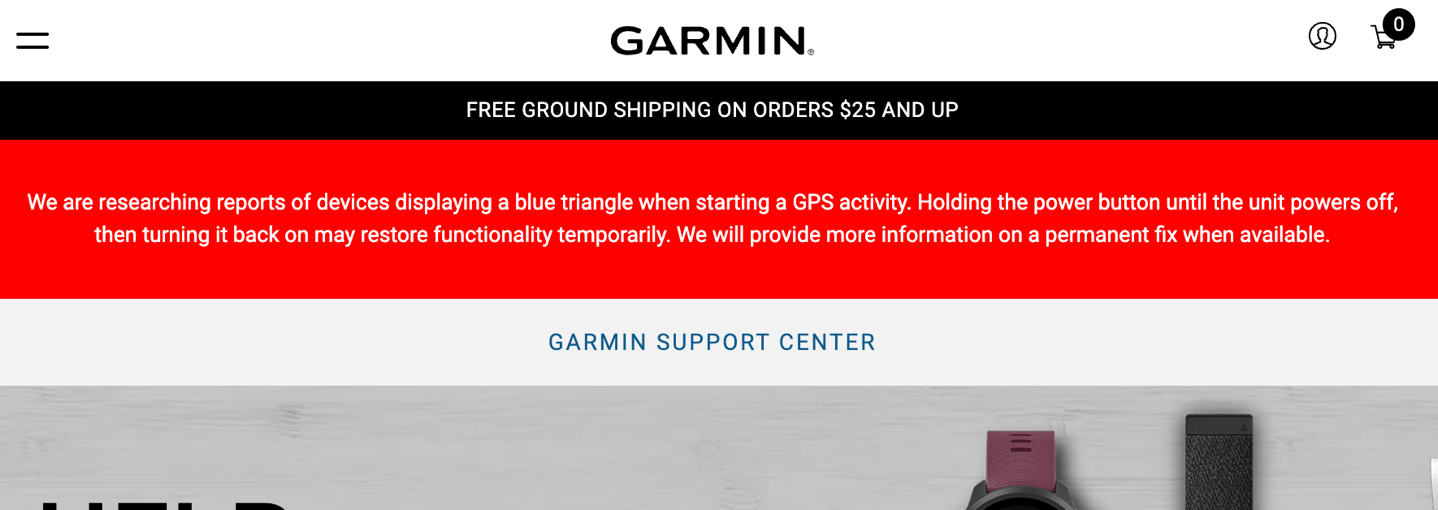 GARMIN®
0
FREE GROUND SHIPPING ON ORDERS $25 AND UP
We are researching reports of devices displaying a blue triangle when starting a GPS activity. Holding the power button until the unit powers off,
then turning it back on may restore functionality temporarily. We will provide more information on a permanent fix when available.
GARMIN SUPPORT CENTER